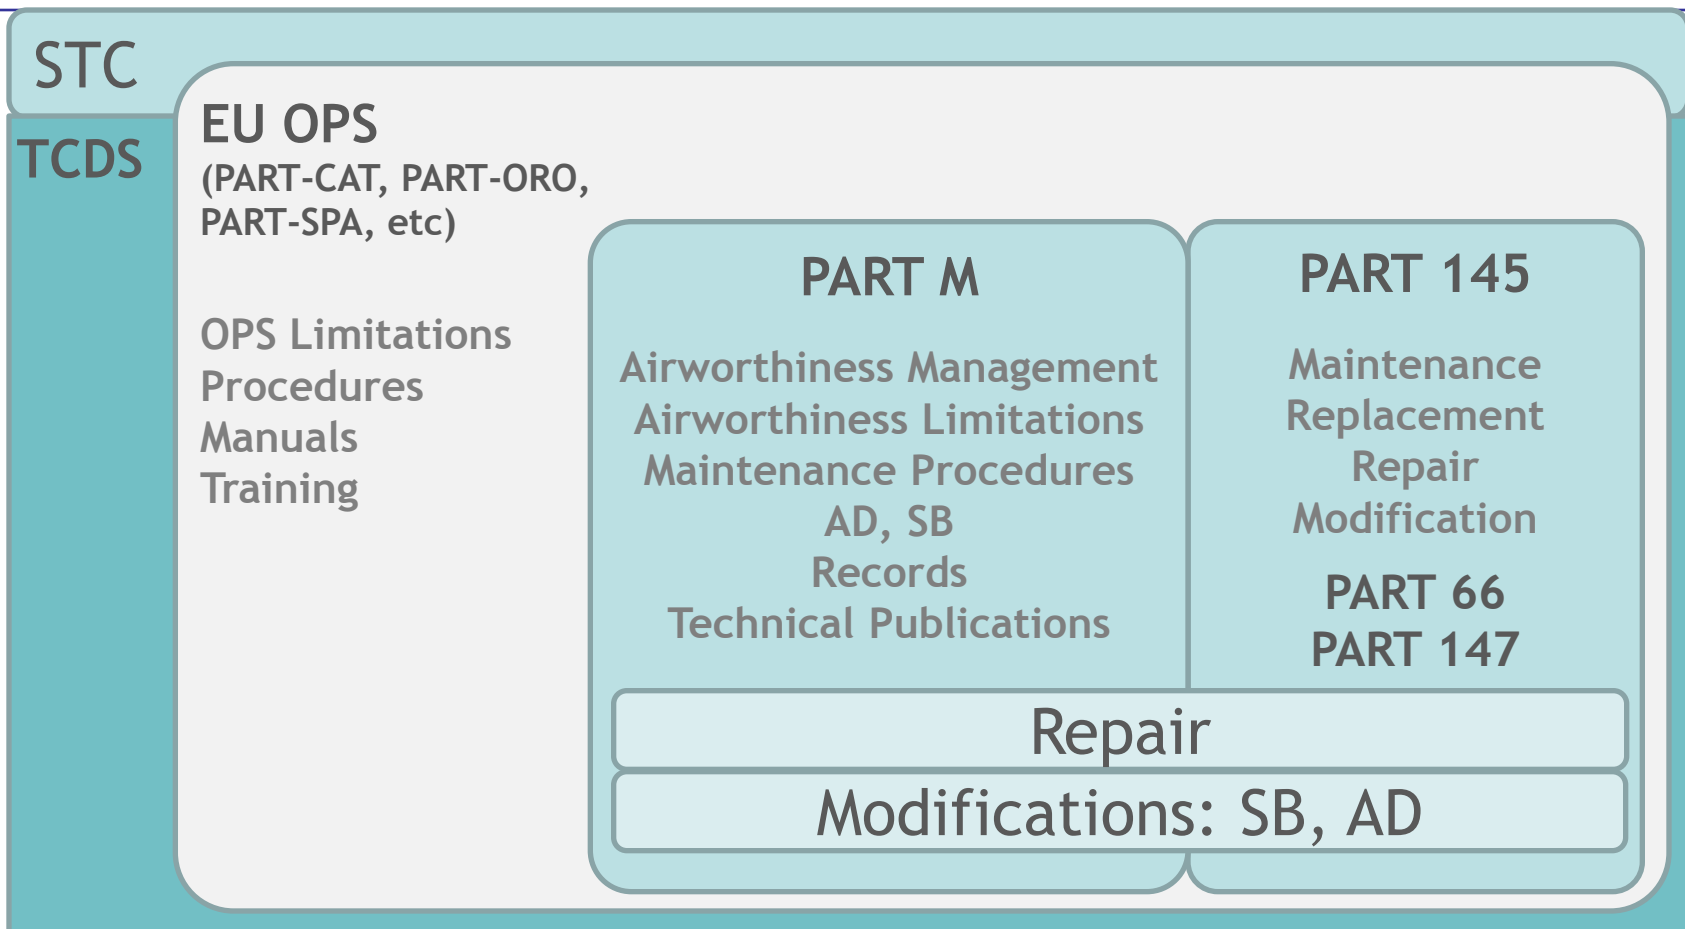 STC
TCDS
EU OPS
(PART-CAT, PART-ORO,
PART-SPA, etc)
OPS Limitations
Procedures
Manuals
Training
PART M
Airworthiness Management
Airworthiness Limitations
Maintenance Procedures
AD, SB
Records
Technical Publications
PART 145
Maintenance
Replacement
Repair
Modification
PART 66
PART 147
Repair
Modifications: SB, AD